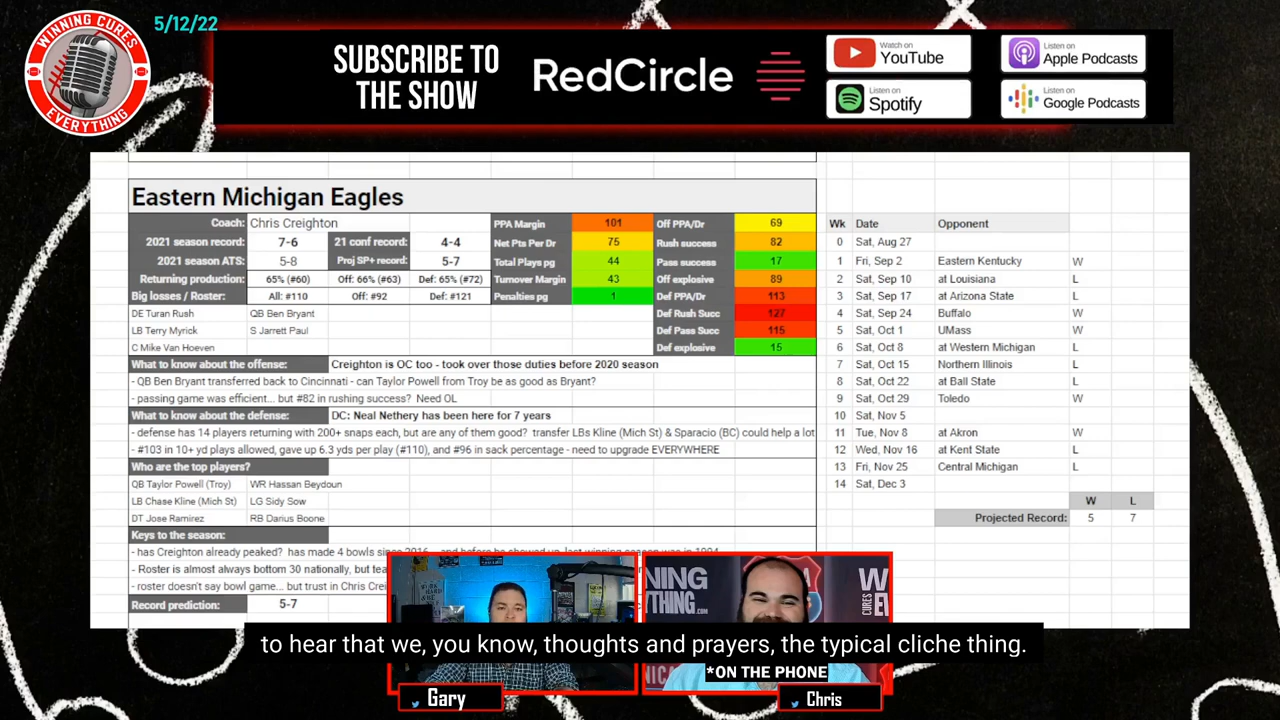 5/12/22
WINNING CURES
EVERYTHING
SUBSCRIBE TO
THE SHOW
RedCircle
Watch on
YouTube
Listen on
Apple Podcasts
Listen on
Spotify
Listen on
Google Podcasts
Eastern Michigan Eagles
Coach: Chris Creighton PPA Margin 101 Off PPA/Dr 69
2021 season record: 7-6 21 conf record: 4-4 Net Pts Per Dr 75 Rush success 82
2021 season ATS: 5-8 Proj SP+ record: 5-7 Total Plays pg 44 Pass success 17
Returning production: 65% (#60) Off: 66% (#63) Def: 65% (#72) Turnover Margin 43 Off explosive 89
Big losses / Roster: All: #110 Off: #92 Def: #121 Penalties pg 1 Def PPA/Dr 113
DE Turan Rush QB Ben Bryant Def Rush Succ 127
LB Terry Myrick S Jarrett Paul Def Pass Succ 115
C Mike Van Hoeven Def explosive 15
What to know about the offense: Creighton is OC too - took over those duties before 2020 season
- QB Ben Bryant transferred back to Cincinnati - can Taylor Powell from Troy be as good as Bryant?
- passing game was efficient... but #82 in rushing success? Need OL
What to know about the defense: DC: Neal Nethery has been here for 7 years
- defense has 14 players returning with 200+ snaps each, but are any of them good? transfer LBs Kline (Mich St) & Sparacio (BC) could help a lot
- #103 in 10+ yd plays allowed, gave up 6.3 yds per play (#110), and #96 in sack percentage - need to upgrade EVERYWHERE
Who are the top players?
QB Taylor Powell (Troy) WR Hassan Beydoun
LB Chase Kline (Mich St) LG Sidy Sow
DT Jose Ramirez RB Darius Boone
Keys to the season:
- has Creighton already peaked? has made 4 bowls since 2016... and before he showed up, last winning season was in 1994
- Roster is almost always bottom 30 nationally, but
- roster doesn't say bowl game... but trust in Chris
Record prediction: 5-7
Wk Date Opponent
0 Sat, Aug 27
1 Fri, Sep 2 Eastern Kentucky W
2 Sat, Sep 10 at Louisiana L
3 Sat, Sep 17 at Arizona State L
4 Sat, Sep 24 Buffalo W
5 Sat, Oct 1 UMass W
6 Sat, Oct 8 at Western Michigan L
7 Sat, Oct 15 Northern Illinois L
8 Sat, Oct 22 at Ball State L
9 Sat, Oct 29 Toledo W
10 Sat, Nov 5
11 Tue, Nov 8 at Akron W
12 Wed, Nov 16 at Kent State L
13 Fri, Nov 25 Central Michigan L
14 Sat, Dec 3
W L
Projected Record: 5 7
to hear that we, you know, thoughts and prayers, the typical cliche thing.
*ON THE PHONE
Gary
Chris